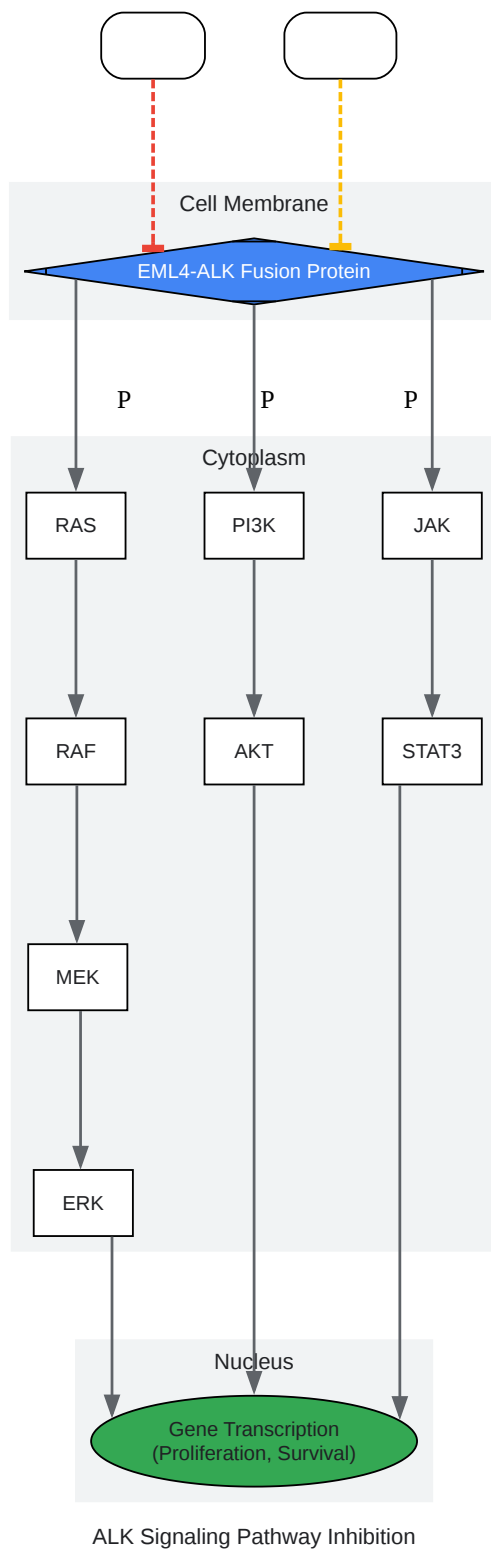 Cell Membrane
EML4-ALK Fusion Protein
P P P
Cytoplasm
RAS PI3K JAK
RAF AKT STAT3
MEK
ERK
Nucleus
Gene Transcription
(Proliferation, Survival)
ALK Signaling Pathway Inhibition